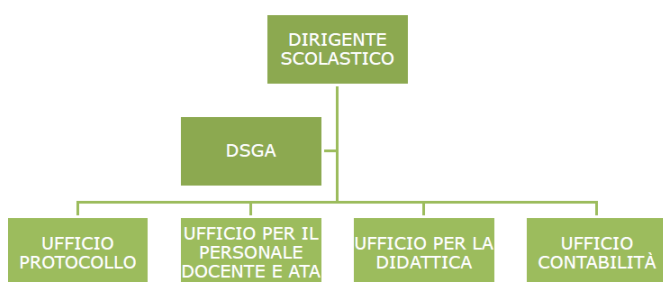 DIRIGENTE
SCOLASTICO
DSGA
UFFICIO
PROTOCOLLO
UFFICIO PER IL
PERSONALE
DOCENTE E ATA
UFFICIO PER LA
DIDATTICA
UFFICIO
CONTABILITÀ